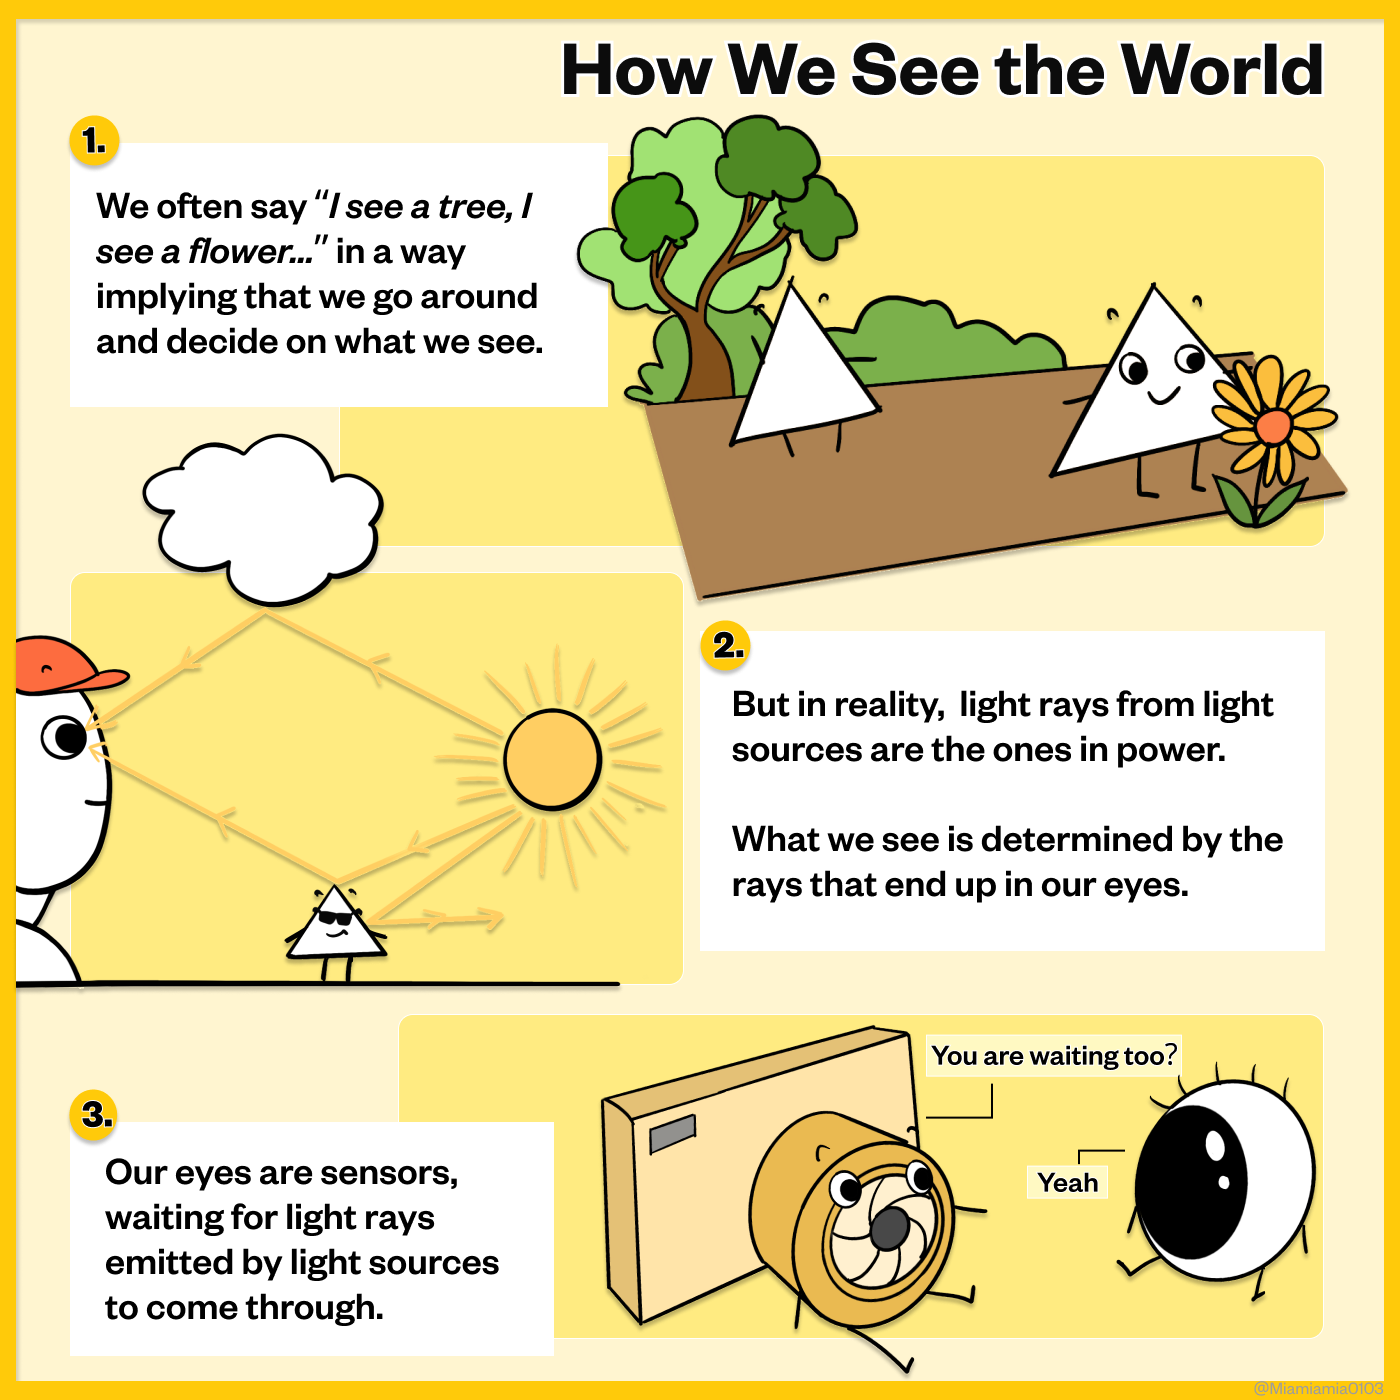 How We See the World
1.
We often say “I see a tree, I
see a flower...” in a way
implying that we go around
and decide on what we see.
2.
But in reality,  light rays from light
sources are the ones in power.
What we see is determined by the
rays that end up in our eyes.
3.
Our eyes are sensors,
waiting for light rays
emitted by light sources
to come through.
You are waiting too?
Yeah
@Miamiamia0103